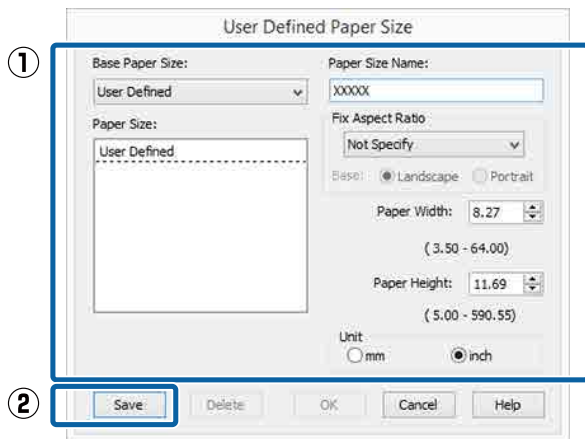 User Defined Paper Size
①
Base Paper Size:
User Defined
Paper Size:
User Defined
Paper Size Name:
XXXXX
Fix Aspect Ratio
Not Specify
Base: Landscape Portrait
Paper Width: 8.27
( 3.50 - 64.00)
Paper Height: 11.69
( 5.00 - 590.55)
Unit
mm inch
②
Save Delete OK Cancel Help